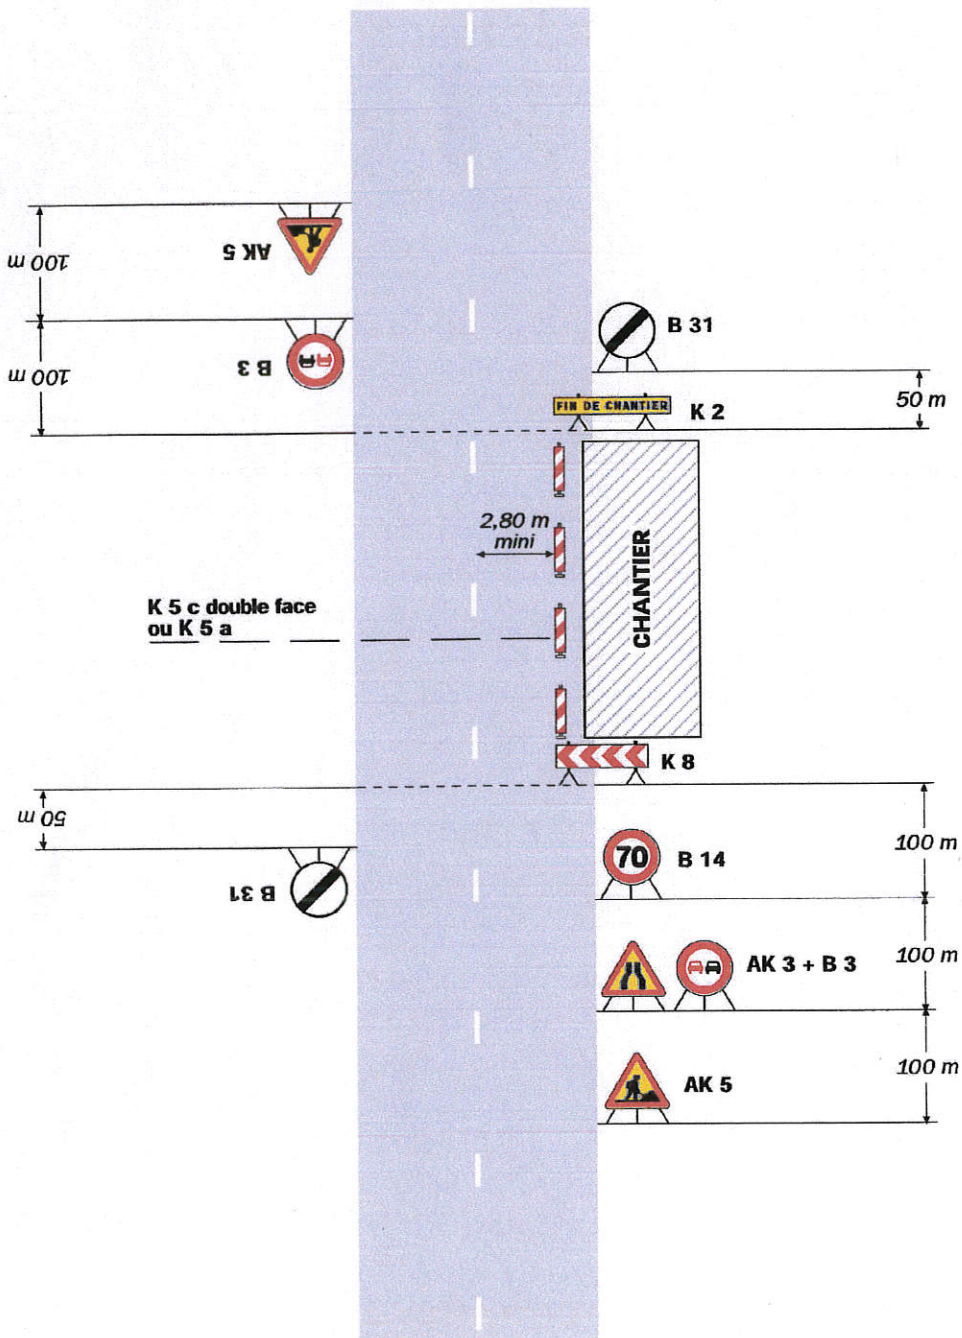 AK 5
100 m
B 3
100 m
B 31
50 m
FIN DE CHANTIER
K 2
2,80 m
mini
CHANTIER
K 5 c double face
ou K 5 a
K 8
50 m
B 31
70
B 14
100 m
AK 3 + B 3
100 m
AK 5
100 m